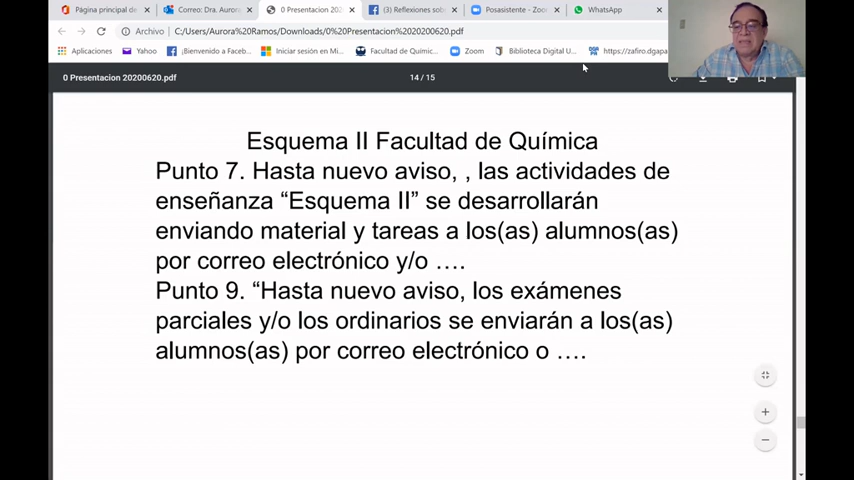 Página principal de
Correo: Dra. Aurora
0 Presentacion 2020
(3) Reflexiones sob
Posasistente - Zoo
WhatsApp
Archivo
C:/Users/Aurora%20Ramos/Downloads/0%20Presentacion%2020200620.pdf
Aplicaciones
Yahoo
¡Bienvenido a Faceb...
Iniciar sesión en Mi...
Facultad de Químic...
Zoom
Biblioteca Digital U...
https://zafiro.dgapa
0 Presentacion 20200620.pdf
14 / 15
Esquema II Facultad de Química
Punto 7. Hasta nuevo aviso, , las actividades de
enseñanza “Esquema II” se desarrollarán
enviando material y tareas a los(as) alumnos(as)
por correo electrónico y/o ….
Punto 9. “Hasta nuevo aviso, los exámenes
parciales y/o los ordinarios se enviarán a los(as)
alumnos(as) por correo electrónico o ….